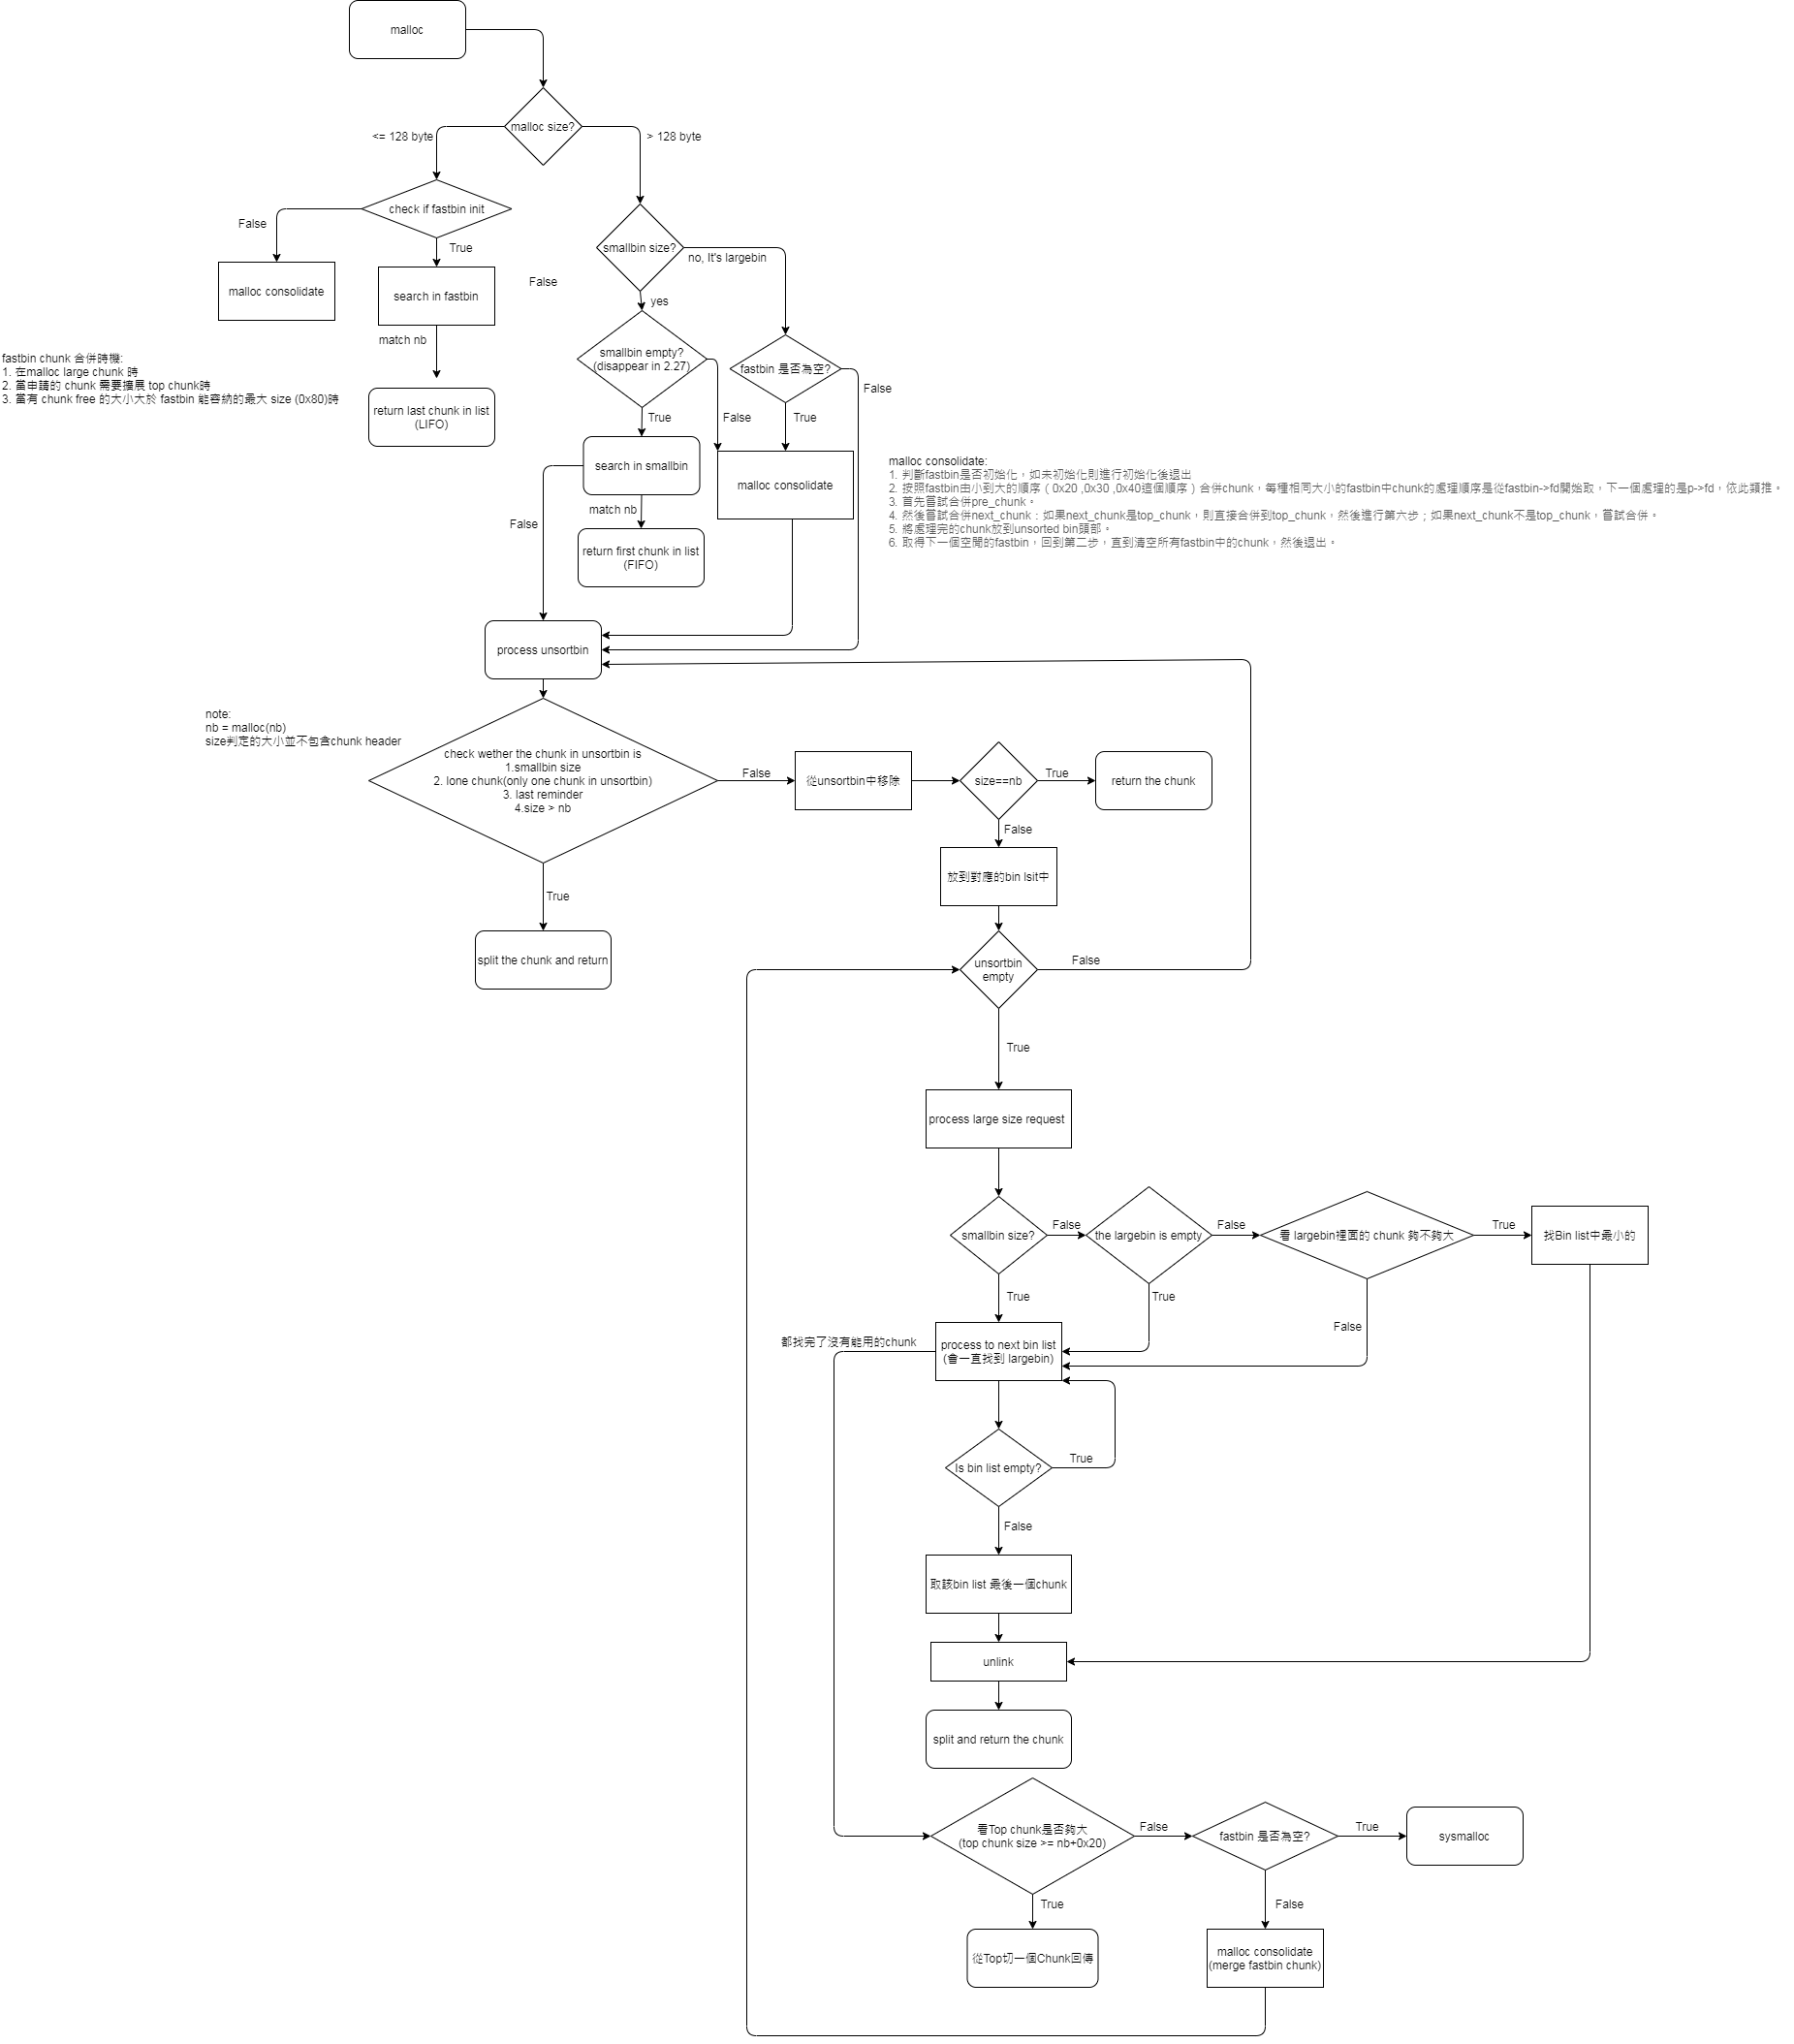 malloc
malloc size?
<= 128 byte
> 128 byte
check if fastbin init
False
True
malloc consolidate
search in fastbin
match nb
return last chunk in list
(LIFO)
smallbin size?
no, It's largebin
False
yes
smallbin empty?
(disappear in 2.27)
fastbin 是否為空?
False
True
False
True
search in smallbin
malloc consolidate
match nb
False
return first chunk in list
(FIFO)
fastbin chunk 合併時機:
1. 在malloc large chunk 時
2. 當申請的 chunk 需要擴展 top chunk時
3. 當有 chunk free 的大小大於 fastbin 能容納的最大 size (0x80)時
malloc consolidate:
1. 判斷fastbin是否初始化，如未初始化則進行初始化後退出
2. 按照fastbin由小到大的順序（0x20 ,0x30 ,0x40這個順序）合併chunk，每種相同大小的fastbin中chunk的處理順序是從fastbin->fd開始取，下一個處理的是p->fd，依此類推。
3. 首先嘗試合併pre_chunk。
4. 然後嘗試合併next_chunk：如果next_chunk是top_chunk，則直接合併到top_chunk，然後進行第六步；如果next_chunk不是top_chunk，嘗試合併。
5. 將處理完的chunk放到unsorted bin頭部。
6. 取得下一個空閒的fastbin，回到第二步，直到清空所有fastbin中的chunk，然後退出。
process unsortbin
note:
nb = malloc(nb)
size判定的大小並不包含chunk header
check wether the chunk in unsortbin is
1.smallbin size
2. lone chunk(only one chunk in unsortbin)
3. last reminder
4.size > nb
False
從unsortbin中移除
size==nb
True
return the chunk
False
放到對應的bin lsit中
True
split the chunk and return
unsortbin
empty
False
True
process large size request
smallbin size?
False
the largebin is empty
False
看 largebin裡面的 chunk 夠不夠大
True
找Bin list中最小的
True
True
False
都找完了沒有能用的chunk
process to next bin list
(會一直找到 largebin)
Is bin list empty?
True
False
取該bin list 最後一個chunk
unlink
split and return the chunk
看Top chunk是否夠大
(top chunk size >= nb+0x20)
False
fastbin 是否為空?
True
sysmalloc
True
False
從Top切一個Chunk回傳
malloc consolidate
(merge fastbin chunk)